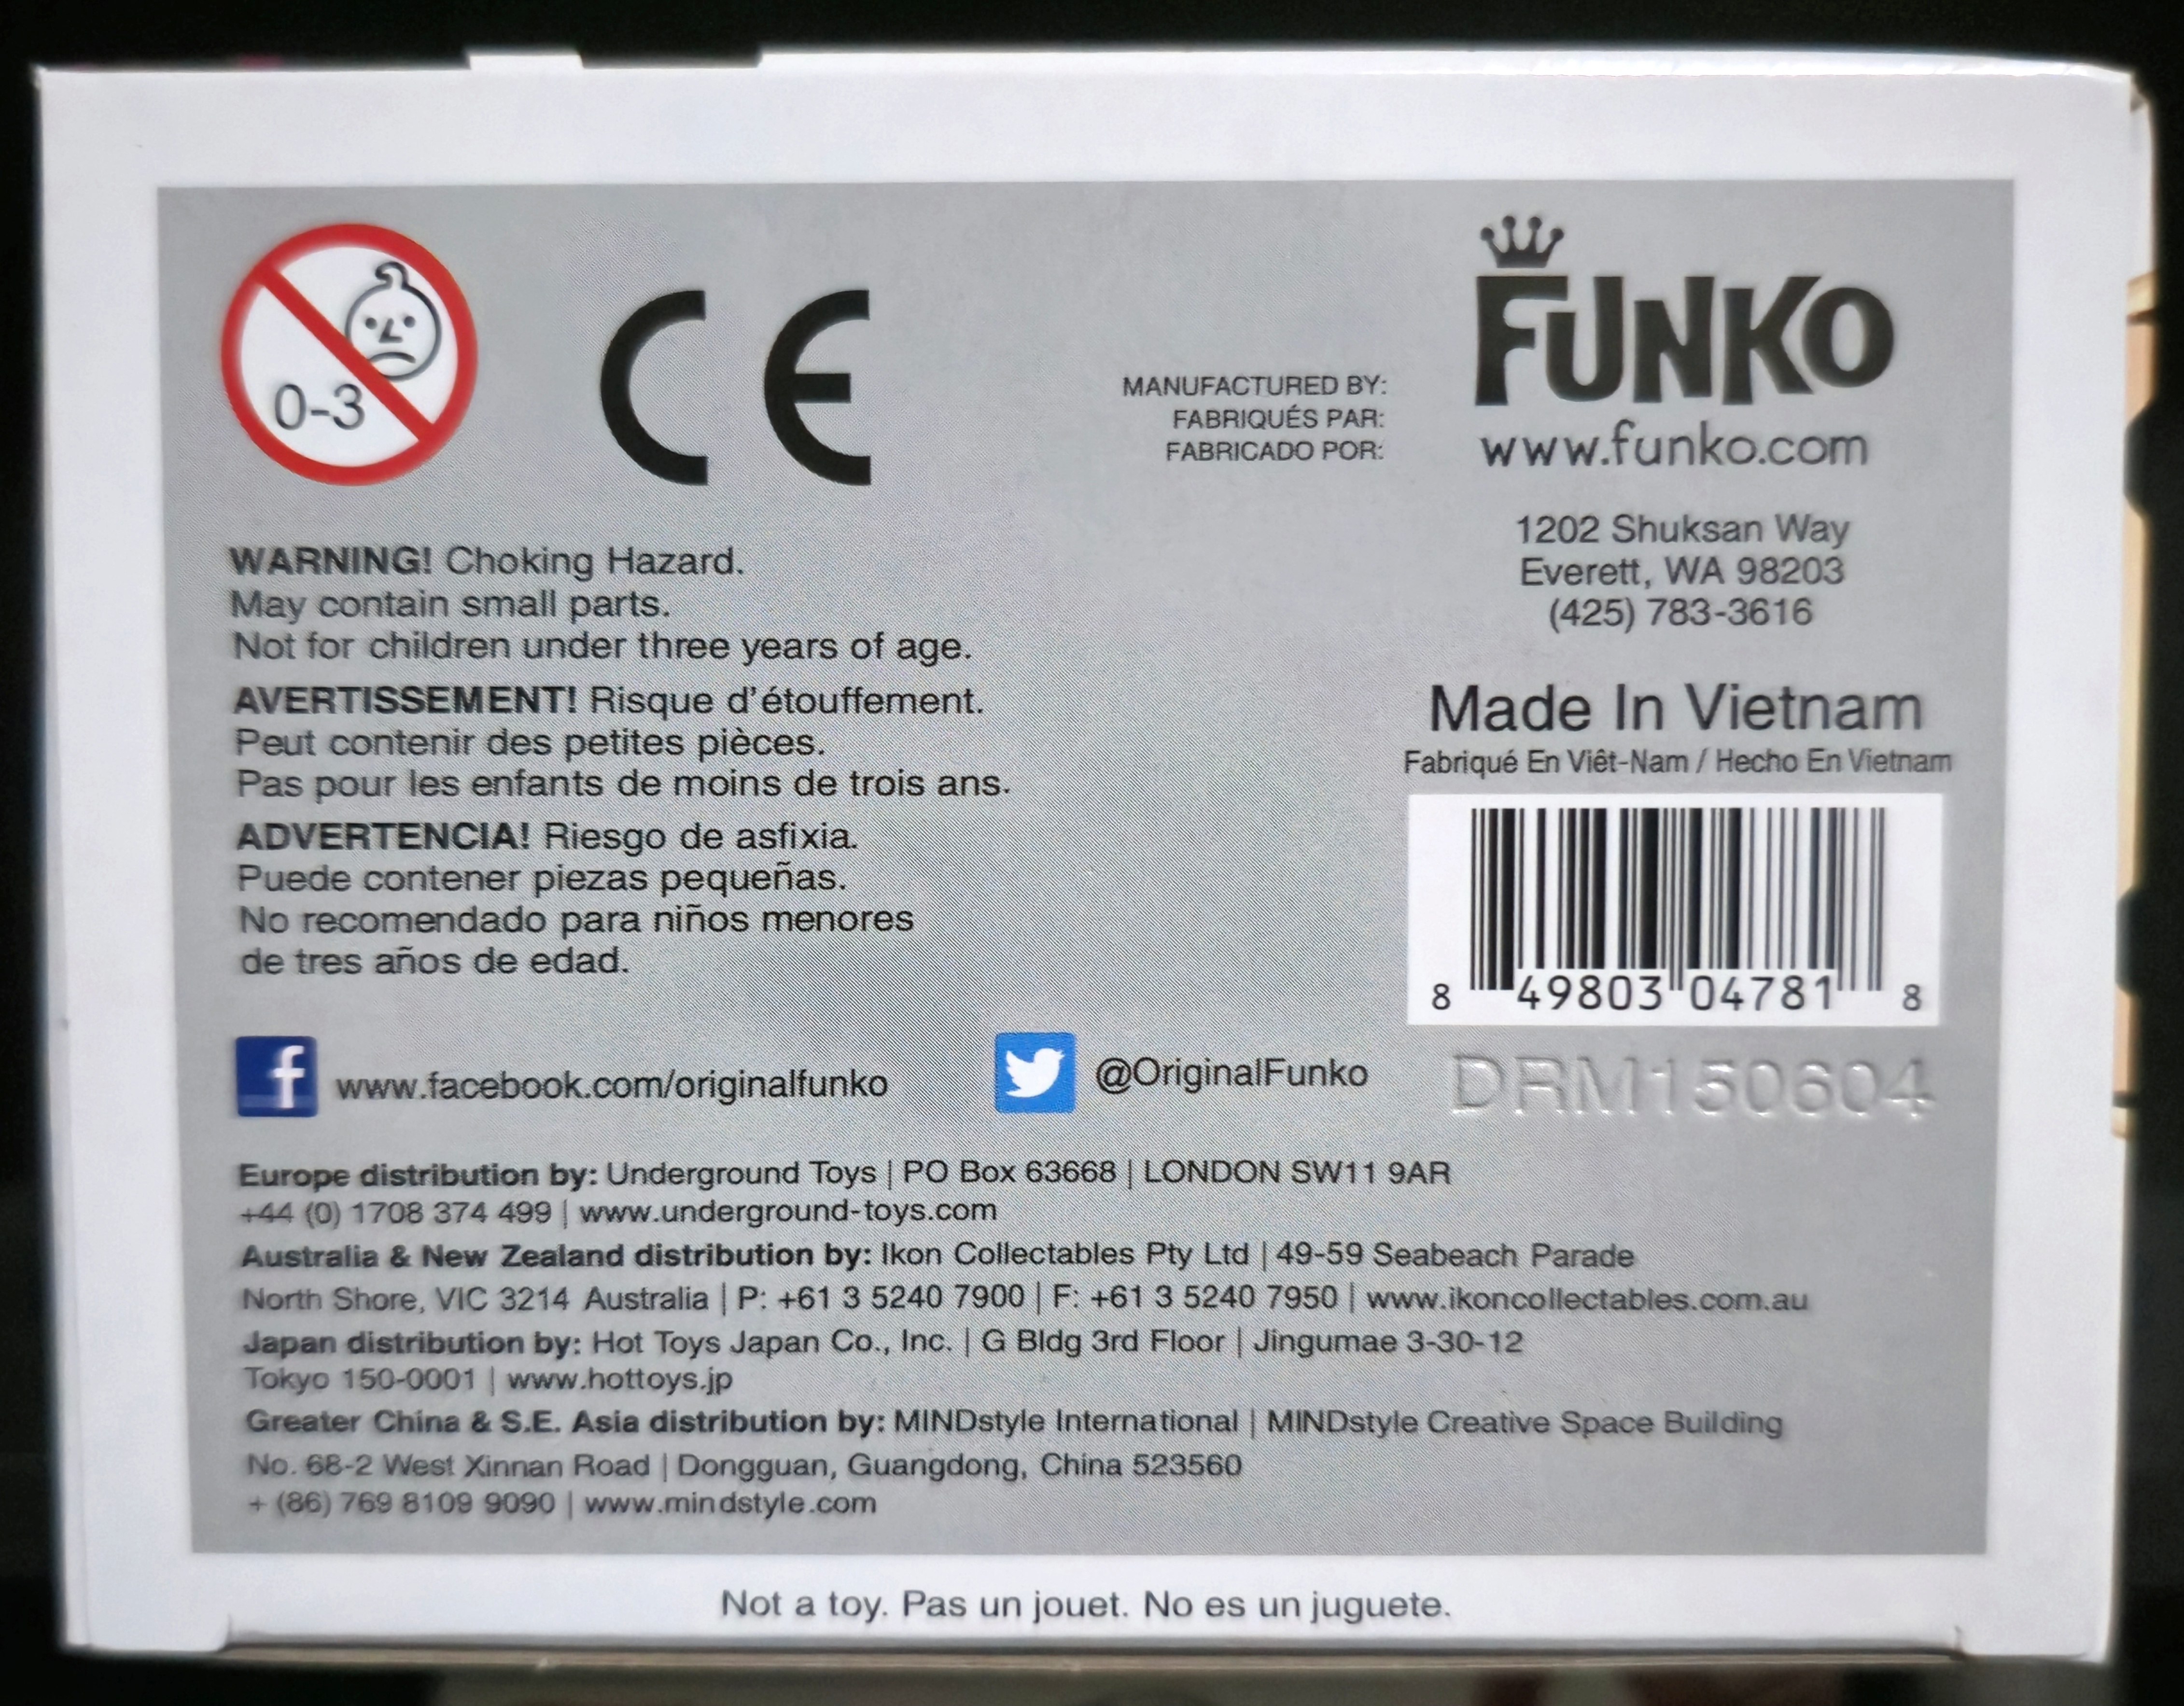 0-3
CE
MANUFACTURED BY:
FABRIQUÉS PAR:
FABRICADO POR:
FUNKO
www.funko.com
1202 Shuksan Way
Everett, WA 98203
(425) 783-3616
WARNING! Choking Hazard.
May contain small parts.
Not for children under three years of age.
AVERTISSEMENT! Risque d'étouffement.
Peut contenir des petites pièces.
Pas pour les enfants de moins de trois ans.
ADVERTENCIA! Riesgo de asfixia.
Puede contener piezas pequeñas.
No recomendado para niños menores
de tres años de edad.
Made In Vietnam
Fabriqué En Viêt-Nam / Hecho En Vietnam
8 49803 04781 8
DRM150604
f www.facebook.com/originalfunko
@OriginalFunko
Europe distribution by: Underground Toys | PO Box 63668 | LONDON SW11 9AR
+44 (0) 1708 374 499 | www.underground-toys.com
Australia & New Zealand distribution by: Ikon Collectables Pty Ltd | 49-59 Seabeach Parade
North Shore, VIC 3214 Australia | P: +61 3 5240 7900 | F: +61 3 5240 7950 | www.ikoncollectables.com.au
Japan distribution by: Hot Toys Japan Co., Inc. | G Bldg 3rd Floor | Jingumae 3-30-12
Tokyo 150-0001 | www.hottoys.jp
Greater China & S.E. Asia distribution by: MINDstyle International | MINDstyle Creative Space Building
No. 68-2 West Xinnan Road | Dongguan, Guangdong, China 523560
+ (86) 769 8109 9090 | www.mindstyle.com
Not a toy. Pas un jouet. No es un juguete.